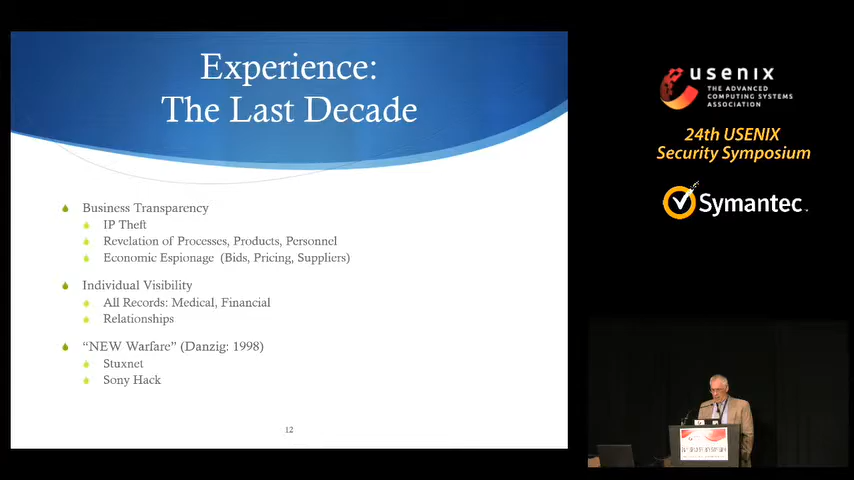 Experience:
The Last Decade
Business Transparency
IP Theft
Revelation of Processes, Products, Personnel
Economic Espionage (Bids, Pricing, Suppliers)
Individual Visibility
All Records: Medical, Financial
Relationships
“NEW Warfare” (Danzig: 1998)
Stuxnet
Sony Hack
12
usenix
THE ADVANCED
COMPUTING SYSTEMS
ASSOCIATION
24th USENIX
Security Symposium
Symantec.